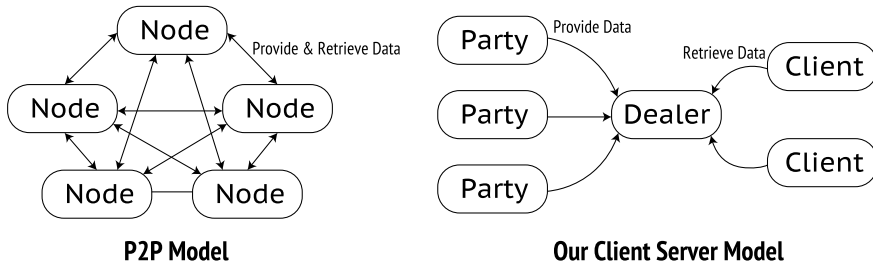 Node
Provide & Retrieve Data
Node
Node
Node
Node
P2P Model
Party
Provide Data
Party
Party
Dealer
Retrieve Data
Client
Client
Our Client Server Model